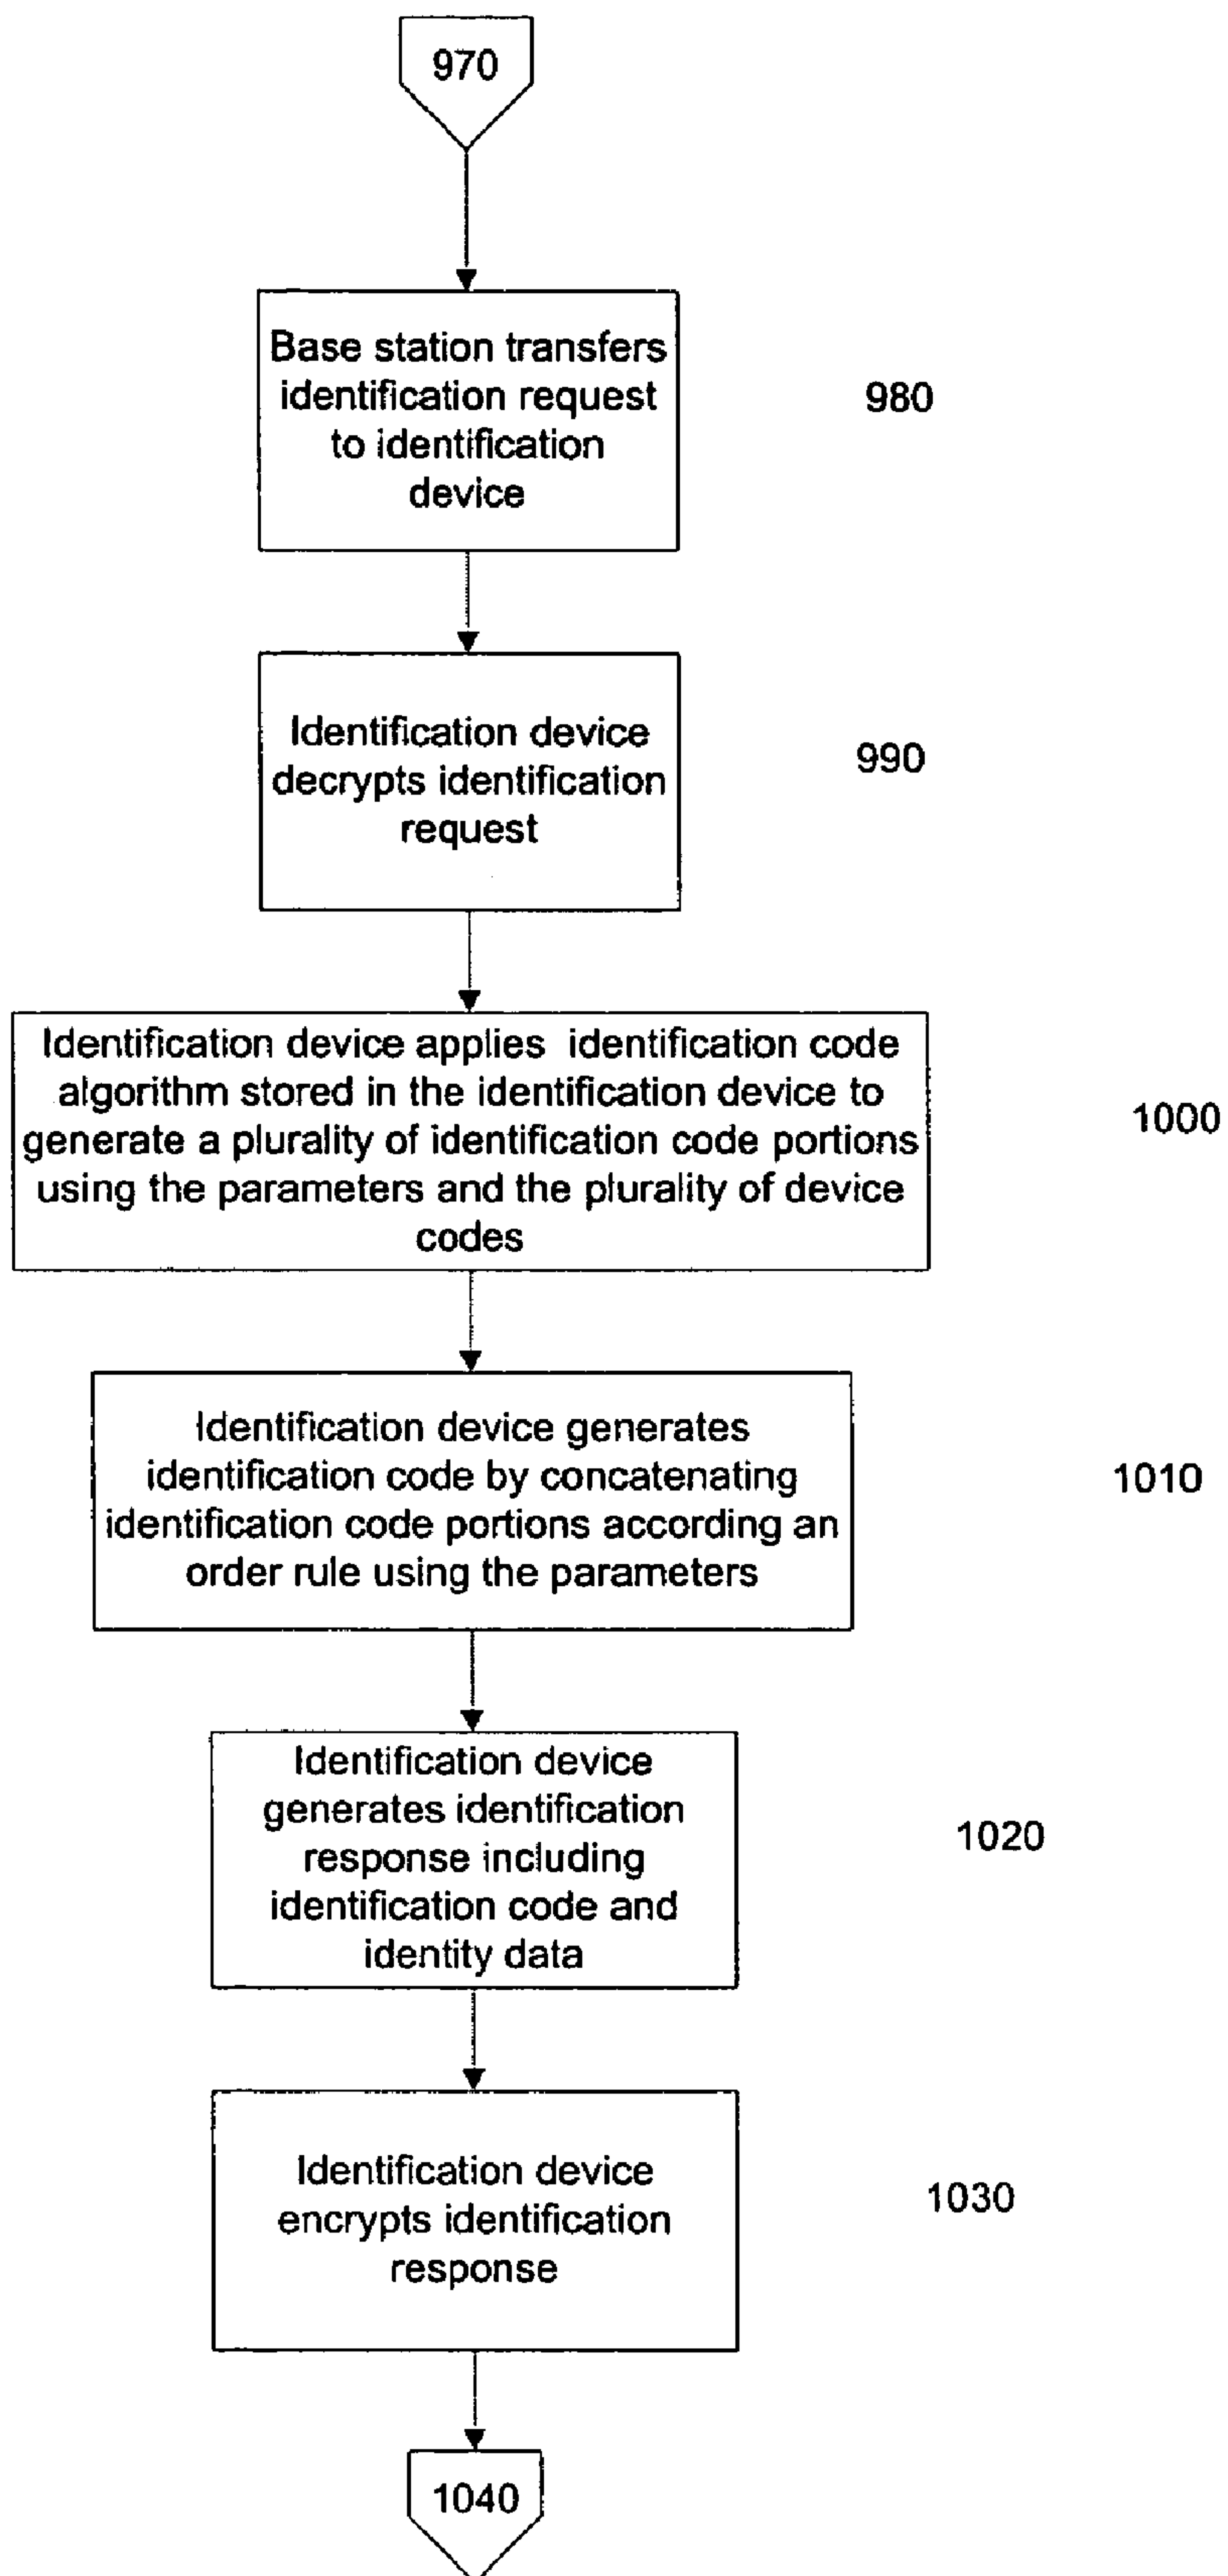 970
Base station transfers
identification request
to identification
device
980
Identification device
decrypts identification
request
990
Identification device applies identification code
algorithm stored in the identification device to
generate a plurality of identification code portions
using the parameters and the plurality of device
codes
1000
Identification device generates
identification code by concatenating
identification code portions according an
order rule using the parameters
1010
Identification device
generates identification
response including
identification code and
identity data
1020
Identification device
encrypts identification
response
1030
1040